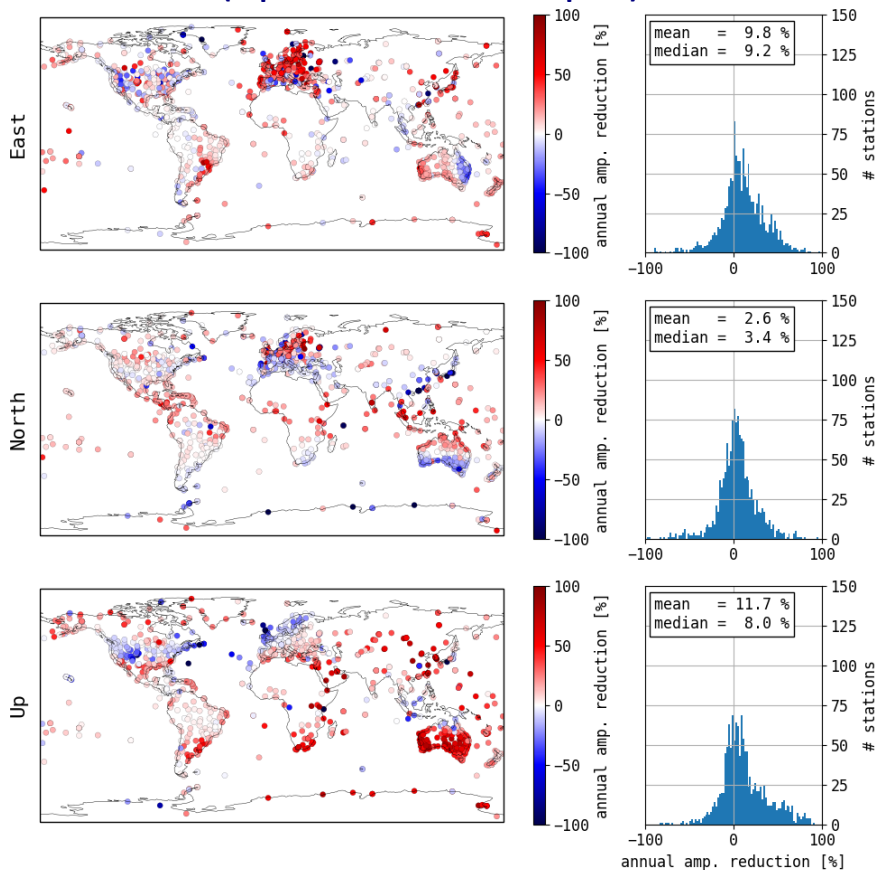 East
100
50
0
−50
−100
annual amp. reduction [%]
mean = 9.8 %
median = 9.2 %
150
125
100
75
50
25
0
# stations
−100
0
100
North
100
50
0
−50
−100
annual amp. reduction [%]
mean = 2.6 %
median = 3.4 %
150
125
100
75
50
25
0
# stations
−100
0
100
Up
100
50
0
−50
−100
annual amp. reduction [%]
mean = 11.7 %
median = 8.0 %
150
125
100
75
50
25
0
# stations
−100
0
100
annual amp. reduction [%]